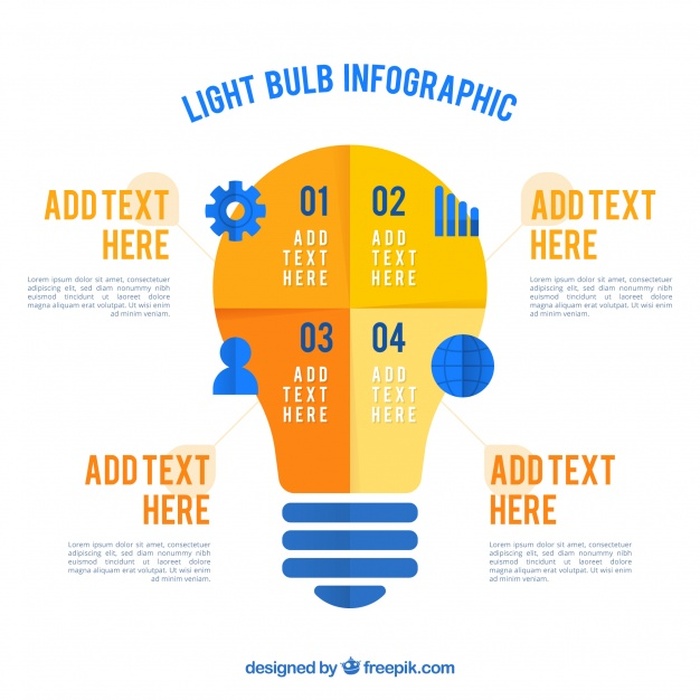 LIGHT BULB INFOGRAPHIC
ADD TEXT
HERE
Lorem ipsum dolor sit amet, consectetuer
adipiscing elit, sed diam nonummy nibh
euismod tincidunt ut laoreet dolore
magna aliquam erat volutpat. Ut wisi enim
ad minim veniam.
01
ADD
TEXT
HERE
02
ADD
TEXT
HERE
ADD TEXT
HERE
Lorem ipsum dolor sit amet, consectetuer
adipiscing elit, sed diam nonummy nibh
euismod tincidunt ut laoreet dolore
magna aliquam erat volutpat. Ut wisi enim
ad minim veniam.
03
ADD
TEXT
HERE
04
ADD
TEXT
HERE
ADD TEXT
HERE
Lorem ipsum dolor sit amet, consectetuer
adipiscing elit, sed diam nonummy nibh
euismod tincidunt ut laoreet dolore
magna aliquam erat volutpat. Ut wisi enim
ad minim veniam.
ADD TEXT
HERE
Lorem ipsum dolor sit amet, consectetuer
adipiscing elit, sed diam nonummy nibh
euismod tincidunt ut laoreet dolore
magna aliquam erat volutpat. Ut wisi enim
ad minim veniam.
designed by freepik.com